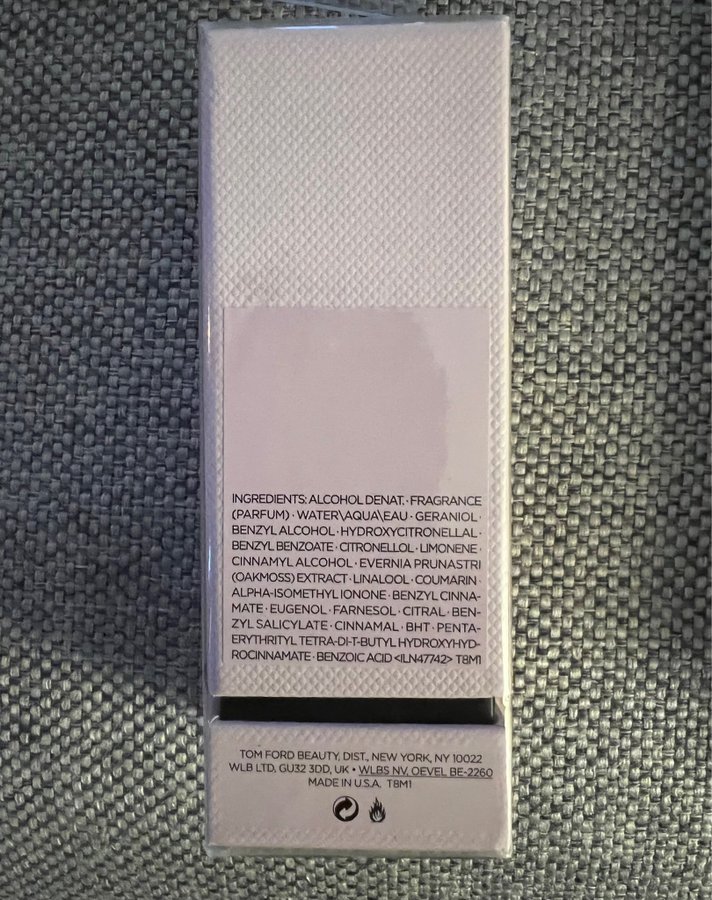 INGREDIENTS: ALCOHOL DENAT. · FRAGRANCE
(PARFUM) · WATER\AQUA\EAU · GERANIOL ·
BENZYL ALCOHOL · HYDROXYCITRONELLAL ·
BENZYL BENZOATE · CITRONELLOL · LIMONENE ·
CINNAMYL ALCOHOL · EVERNIA PRUNASTRI
(OAKMOSS) EXTRACT · LINALOOL · COUMARIN ·
ALPHA-ISOMETHYL IONONE · BENZYL CINNA-
MATE · EUGENOL · FARNESOL · CITRAL · BEN-
ZYL SALICYLATE · CINNAMAL · BHT · PENTA-
ERYTHRITYL TETRA-DI-T-BUTYL HYDROXYHYD-
ROCINNAMATE · BENZOIC ACID <ILN47742> T8M1
TOM FORD BEAUTY, DIST., NEW YORK, NY 10022
WLB LTD, GU32 3DD, UK • WLBS NV, OEVEL BE-2260
MADE IN U.S.A. T8M1